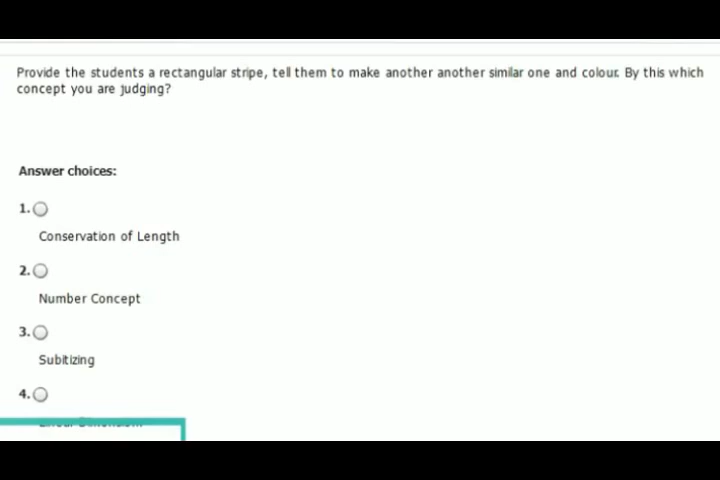 Provide the students a rectangular stripe, tell them to make another another similar one and colour. By this which
concept you are judging?
Answer choices:
1.
Conservation of Length
2.
Number Concept
3.
Subitizing
4.